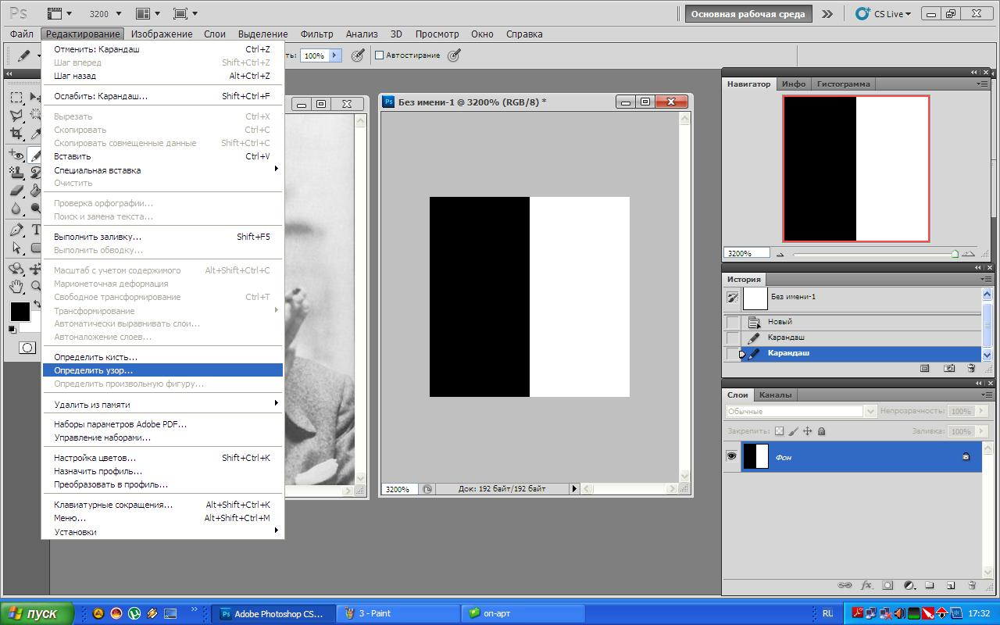 Ps 3200 Основная рабочая среда CS Live
Файл Редактирование Изображение Слои Выделение Фильтр Анализ 3D Просмотр Окно Справка
100% Автостирание
Отменить: Карандаш Ctrl+Z
Шаг вперед Shift+Ctrl+Z
Шаг назад Alt+Ctrl+Z
Ослабить: Карандаш... Shift+Ctrl+F
Вырезать Ctrl+X
Скопировать Ctrl+C
Скопировать совмещенные данные Shift+Ctrl+C
Вставить Ctrl+V
Специальная вставка
Очистить
Проверка орфографии...
Поиск и замена текста...
Выполнить заливку... Shift+F5
Выполнить обводку...
Масштаб с учетом содержимого Alt+Shift+Ctrl+C
Марионеточная деформация
Свободное трансформирование Ctrl+T
Трансформирование
Автоматически выравнивать слои...
Автоналожение слоев...
Определить кисть...
Определить узор...
Определить произвольную фигуру...
Удалить из памяти
Наборы параметров Adobe PDF...
Управление наборами...
Настройка цветов... Shift+Ctrl+K
Назначить профиль...
Преобразовать в профиль...
Клавиатурные сокращения... Alt+Shift+Ctrl+K
Меню... Alt+Shift+Ctrl+M
Установки
Ps Без имени-1 @ 3200% (RGB/8) *
3200% Док: 192 байт/192 байт
Навигатор Инфо Гистограмма
3200%
История
Без имени-1
Новый
Карандаш
Карандаш
Слои Каналы
Обычные Непрозрачность: 100%
Закрепить: Заливка: 100%
Фон
пуск Ps Adobe Photoshop CS... 3 - Paint оп-арт RU 17:32